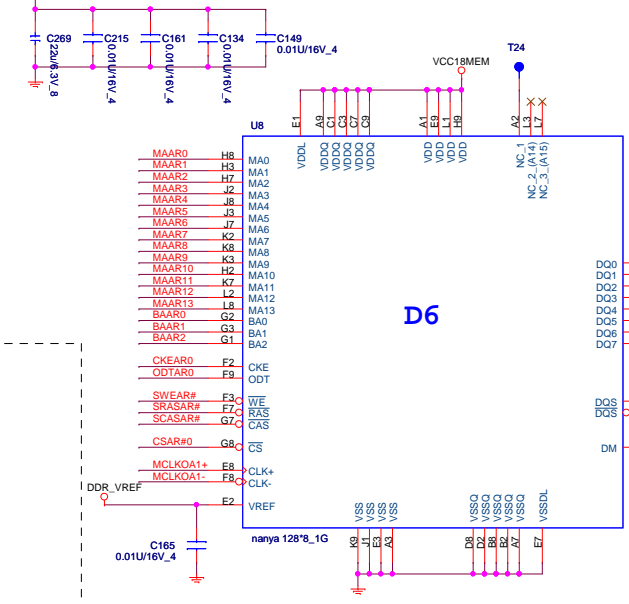 C269
22u/6.3V_8
C215
0.01U/16V_4
C161
0.01U/16V_4
C134
0.01U/16V_4
C149
0.01U/16V_4
VCC18MEM
T24
U8
E1
A9
C1
C3
C7
C9
A1
E9
L1
H9
A2
L3
L7
VDDL
VDDQ
VDDQ
VDDQ
VDDQ
VDDQ
VDD
VDD
VDD
VDD
NC_1
NC_2_(A14)
NC_3_(A15)
MAAR0 H8 MA0
MAAR1 H3 MA1
MAAR2 H7 MA2
MAAR3 J2 MA3
MAAR4 J8 MA4
MAAR5 J3 MA5
MAAR6 J7 MA6
MAAR7 K2 MA7
MAAR8 K8 MA8
MAAR9 K3 MA9
MAAR10 H2 MA10
MAAR11 K7 MA11
MAAR12 L2 MA12
MAAR13 L8 MA13
BAAR0 G2 BA0
BAAR1 G3 BA1
BAAR2 G1 BA2
CKEAR0 F2 CKE
ODTAR0 F9 ODT
SWEAR# F3 WE
SRASAR# F7 RAS
SCASAR# G7 CAS
CSAR#0 G8 CS
MCLKOA1+ E8 CLK+
MCLKOA1- F8 CLK-
DDR_VREF
E2 VREF
D6
DQ0
DQ1
DQ2
DQ3
DQ4
DQ5
DQ6
DQ7
DQS
DQS
DM
VSS
VSS
VSS
VSS
VSSQ
VSSQ
VSSQ
VSSQ
VSSQ
VSSDL
K9
J1
E3
A3
D8
D2
B8
B2
A7
E7
nanya 128*8_1G
C165
0.01U/16V_4